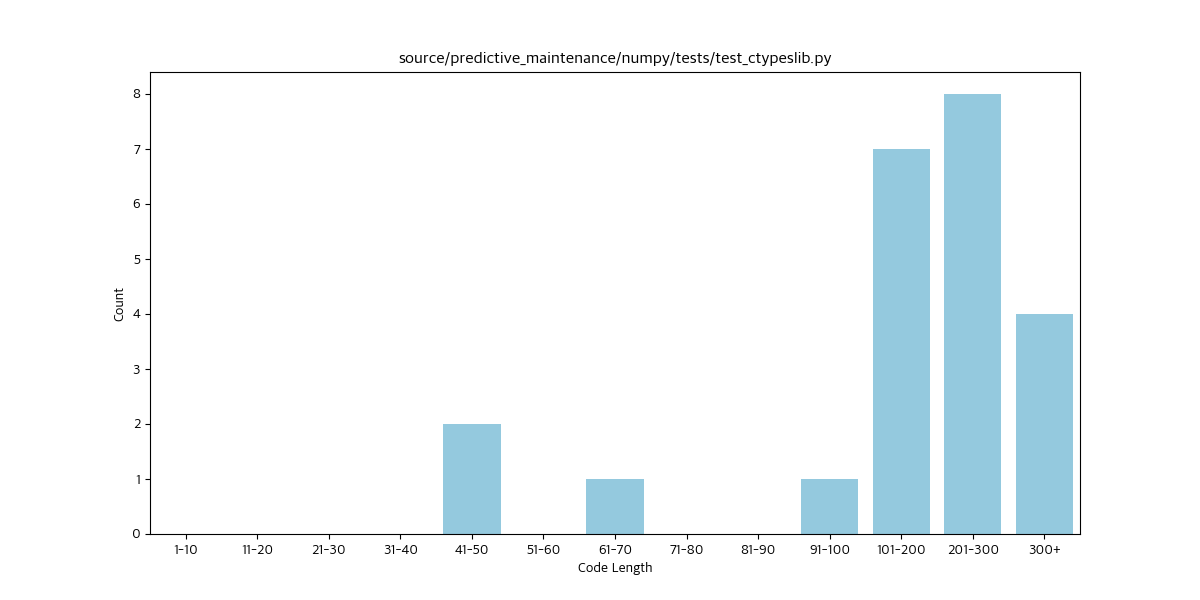 source/predictive_maintenance/numpy/tests/test_ctypeslib.py
8
7
6
5
4
3
2
1
0
Count
1-10 11-20 21-30 31-40 41-50 51-60 61-70 71-80 81-90 91-100 101-200 201-300 300+
Code Length